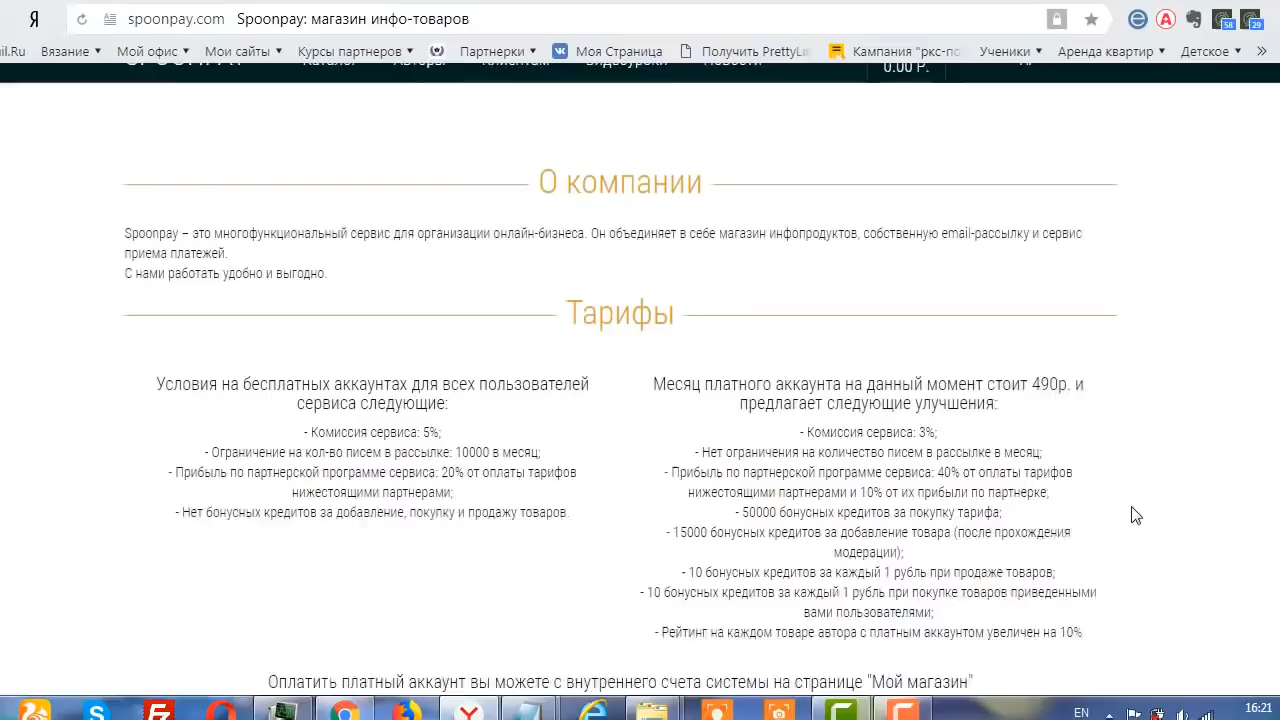 Я
spoonpay.com Spoonpay: магазин инфо-товаров
58
29
il.Ru Вязание Мой офис Мои сайты Курсы партнеров Партнерки Моя Страница Получить PrettyLi Кампания "ркс-по Ученики Аренда квартир Детское
0.00 Р.
О компании
Spoonpay – это многофункциональный сервис для организации онлайн-бизнеса. Он объединяет в себе магазин инфопродуктов, собственную email-рассылку и сервис
приема платежей.
С нами работать удобно и выгодно.
Тарифы
Условия на бесплатных аккаунтах для всех пользователей
сервиса следующие:
- Комиссия сервиса: 5%;
- Ограничение на кол-во писем в рассылке: 10000 в месяц;
- Прибыль по партнерской программе сервиса: 20% от оплаты тарифов
нижестоящими партнерами;
- Нет бонусных кредитов за добавление, покупку и продажу товаров.
Месяц платного аккаунта на данный момент стоит 490р. и
предлагает следующие улучшения:
- Комиссия сервиса: 3%;
- Нет ограничения на количество писем в рассылке в месяц;
- Прибыль по партнерской программе сервиса: 40% от оплаты тарифов
нижестоящими партнерами и 10% от их прибыли по партнерке;
- 50000 бонусных кредитов за покупку тарифа;
- 15000 бонусных кредитов за добавление товара (после прохождения
модерации);
- 10 бонусных кредитов за каждый 1 рубль при продаже товаров;
- 10 бонусных кредитов за каждый 1 рубль при покупке товаров приведенными
вами пользователями;
- Рейтинг на каждом товаре автора с платным аккаунтом увеличен на 10%
Оплатить платный аккаунт вы можете с внутреннего счета системы на странице "Мой магазин"
EN 16:21